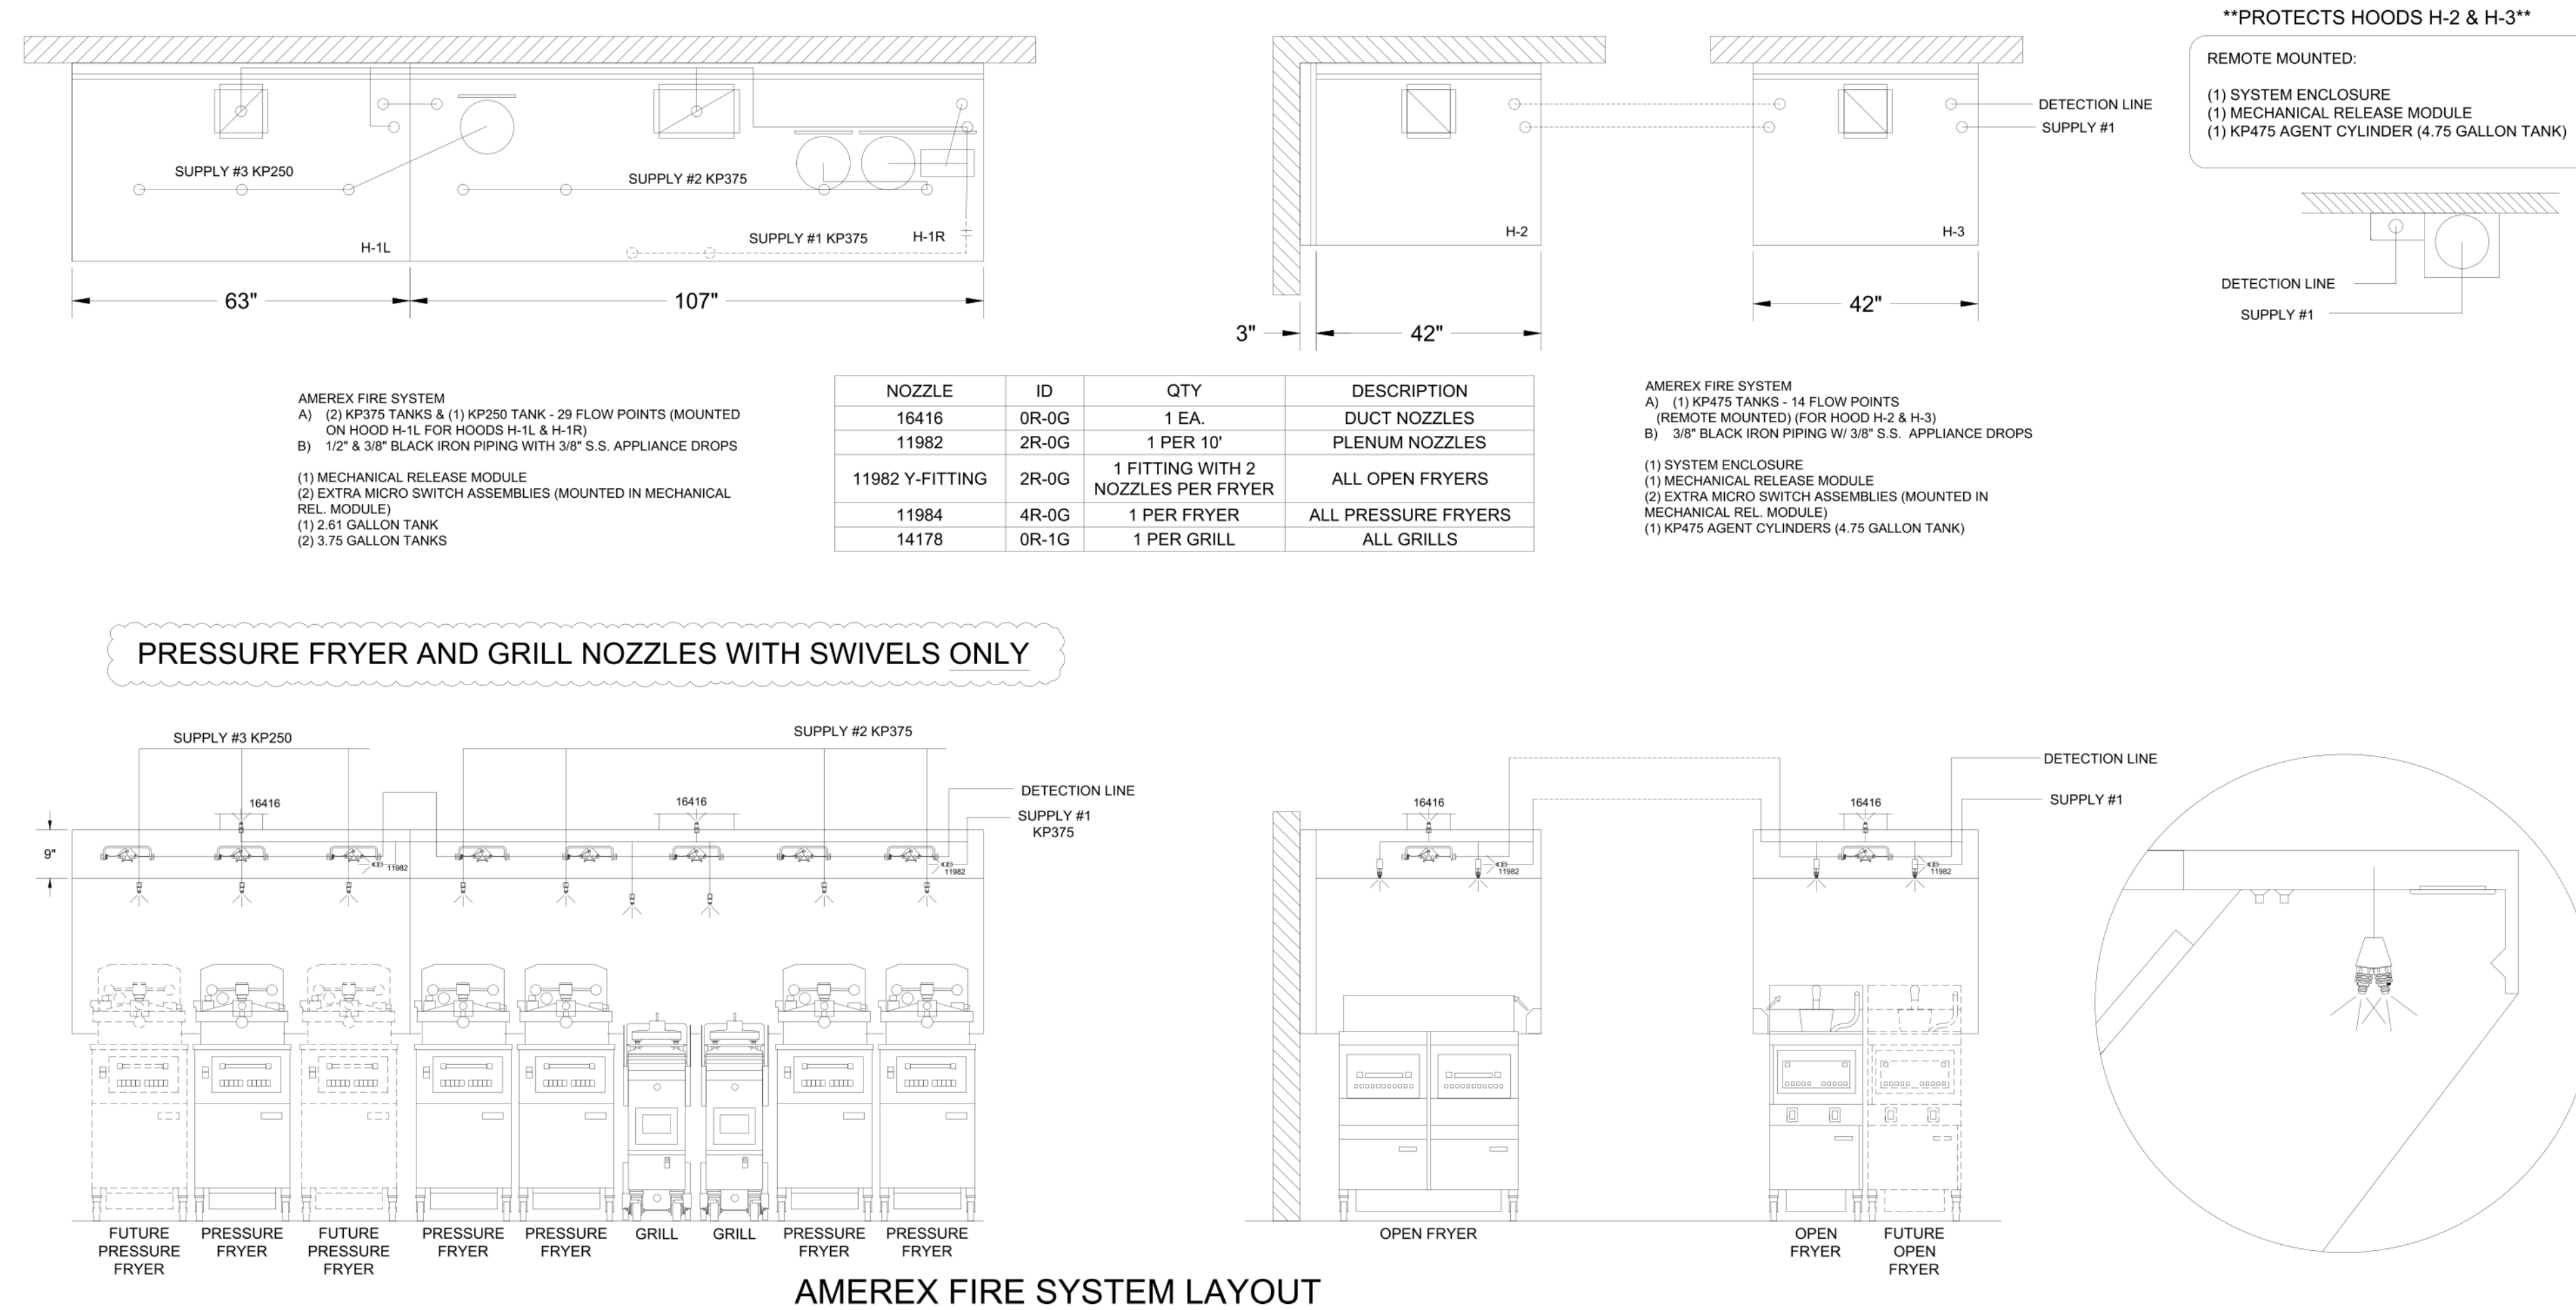 **PROTECTS HOODS H-2 & H-3**
REMOTE MOUNTED:
(1) SYSTEM ENCLOSURE
(1) MECHANICAL RELEASE MODULE
(1) KP475 AGENT CYLINDER (4.75 GALLON TANK)
SUPPLY #3 KP250
SUPPLY #2 KP375
SUPPLY #1 KP375
H-1L
H-1R
63"
107"
DETECTION LINE
SUPPLY #1
H-2
H-3
3"
42"
42"
DETECTION LINE
SUPPLY #1
AMEREX FIRE SYSTEM
A) (2) KP375 TANKS & (1) KP250 TANK - 29 FLOW POINTS (MOUNTED
ON HOOD H-1L FOR HOODS H-1L & H-1R)
B) 1/2" & 3/8" BLACK IRON PIPING WITH 3/8" S.S. APPLIANCE DROPS
(1) MECHANICAL RELEASE MODULE
(2) EXTRA MICRO SWITCH ASSEMBLIES (MOUNTED IN MECHANICAL
REL. MODULE)
(1) 2.61 GALLON TANK
(2) 3.75 GALLON TANKS
NOZZLE ID QTY DESCRIPTION
16416 0R-0G 1 EA. DUCT NOZZLES
11982 2R-0G 1 PER 10' PLENUM NOZZLES
11982 Y-FITTING 2R-0G 1 FITTING WITH 2 NOZZLES PER FRYER ALL OPEN FRYERS
11984 4R-0G 1 PER FRYER ALL PRESSURE FRYERS
14178 0R-1G 1 PER GRILL ALL GRILLS
AMEREX FIRE SYSTEM
A) (1) KP475 TANKS - 14 FLOW POINTS
(REMOTE MOUNTED) (FOR HOOD H-2 & H-3)
B) 3/8" BLACK IRON PIPING W/ 3/8" S.S. APPLIANCE DROPS
(1) SYSTEM ENCLOSURE
(1) MECHANICAL RELEASE MODULE
(2) EXTRA MICRO SWITCH ASSEMBLIES (MOUNTED IN
MECHANICAL REL. MODULE)
(1) KP475 AGENT CYLINDERS (4.75 GALLON TANK)
PRESSURE FRYER AND GRILL NOZZLES WITH SWIVELS ONLY
SUPPLY #3 KP250
SUPPLY #2 KP375
16416
16416
DETECTION LINE
SUPPLY #1
KP375
9"
11982
11982
16416
16416
DETECTION LINE
SUPPLY #1
11982
11982
FUTURE
PRESSURE
FRYER
PRESSURE
FRYER
FUTURE
PRESSURE
FRYER
PRESSURE
FRYER
PRESSURE
FRYER
GRILL
GRILL
PRESSURE
FRYER
PRESSURE
FRYER
OPEN FRYER
OPEN
FRYER
FUTURE
OPEN
FRYER
AMEREX FIRE SYSTEM LAYOUT